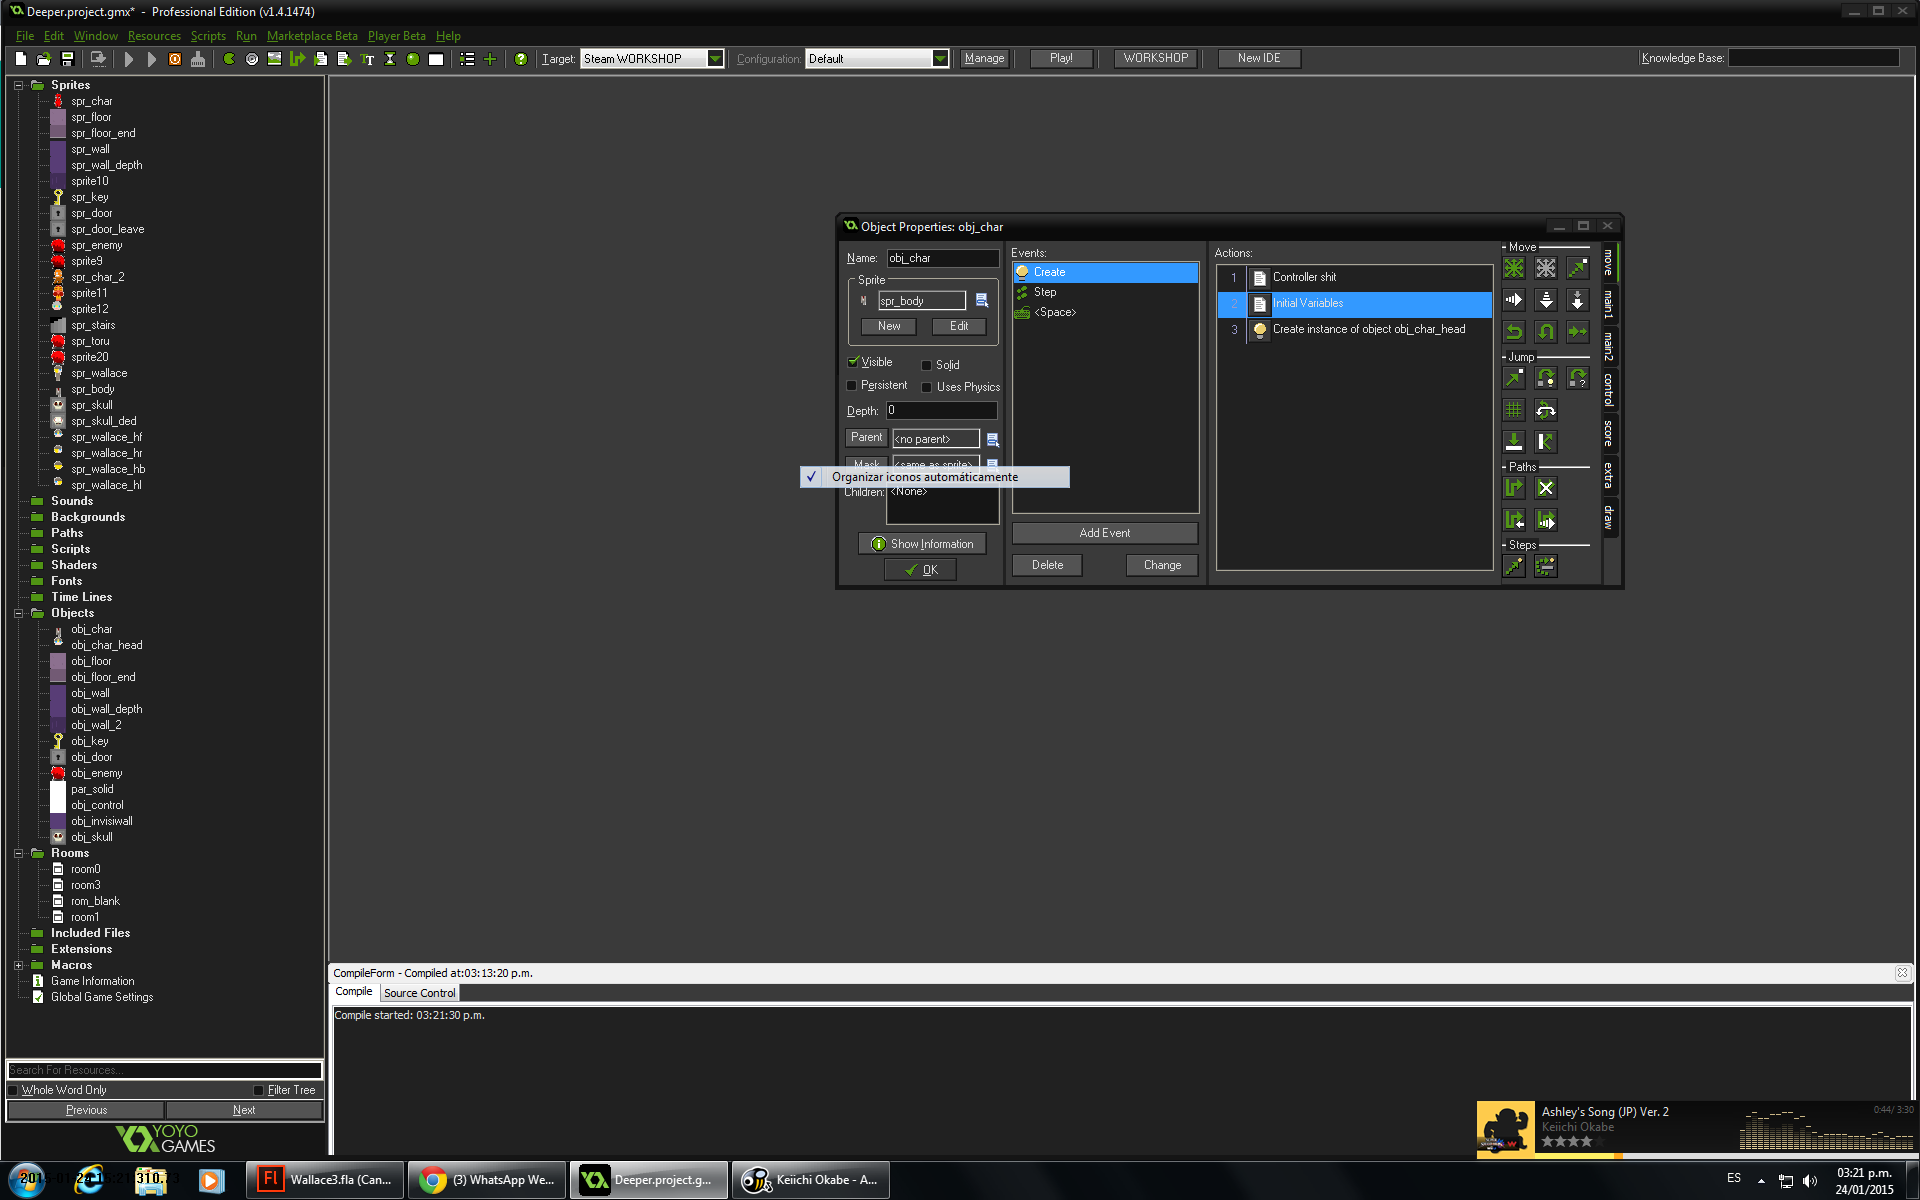 Deeper.project.gmx* - Professional Edition (v1.4.1474)
File Edit Window Resources Scripts Run Marketplace Beta Player Beta Help
Target: Steam WORKSHOP Configuration: Default Manage Play! WORKSHOP New IDE Knowledge Base:
Sprites
spr_char
spr_floor
spr_floor_end
spr_wall
spr_wall_depth
sprite10
spr_key
spr_door
spr_door_leave
spr_enemy
sprite9
spr_char_2
sprite11
sprite12
spr_stairs
spr_toru
sprite20
spr_wallace
spr_body
spr_skull
spr_skull_ded
spr_wallace_hf
spr_wallace_hr
spr_wallace_hb
spr_wallace_hl
Sounds
Backgrounds
Paths
Scripts
Shaders
Fonts
Time Lines
Objects
obj_char
obj_char_head
obj_floor
obj_floor_end
obj_wall
obj_wall_depth
obj_wall_2
obj_key
obj_door
obj_enemy
par_solid
obj_control
obj_invisiwall
obj_skull
Rooms
room0
room3
rom_blank
room1
Included Files
Extensions
Macros
Game Information
Global Game Settings
Search For Resources...
Whole Word Only Filter Tree
Previous Next
YOYO
GAMES
Object Properties: obj_char
Name: obj_char
Sprite
spr_body
New Edit
Visible Solid
Persistent Uses Physics
Depth: 0
Parent <no parent>
Mask <same as sprite>
Organizar iconos automáticamente
Children: <None>
Show Information
OK
Events:
Create
Step
<Space>
Add Event
Delete Change
Actions:
1 Controller shit
2 Initial Variables
3 Create instance of object obj_char_head
Move
Jump
Paths
Steps
move
main1
main2
control
score
extra
draw
CompileForm - Compiled at:03:13:20 p.m.
Compile Source Control
Compile started: 03:21:30 p.m.
Ashley's Song (JP) Ver. 2 0:44/ 3:30
Keiichi Okabe
Wallace3.fla (Can... (3) WhatsApp We... Deeper.project.g... Keiichi Okabe - A...
ES 03:21 p.m.
24/01/2015